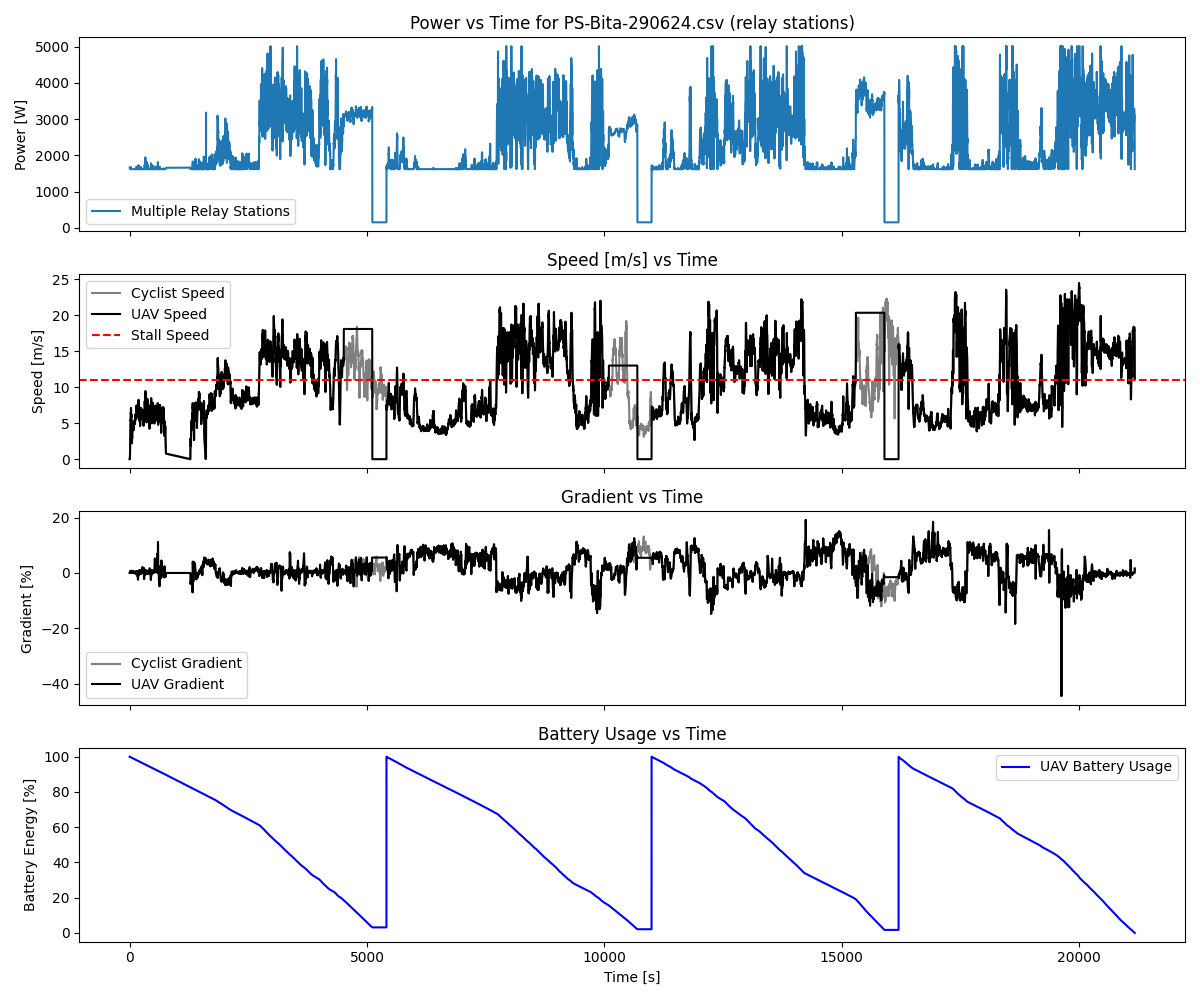 Power vs Time for PS-Bita-290624.csv (relay stations)
5000
4000
3000
2000
1000
0
Power [W]
Multiple Relay Stations
Speed [m/s] vs Time
25
20
15
10
5
0
Speed [m/s]
Cyclist Speed
UAV Speed
Stall Speed
Gradient vs Time
20
0
−20
−40
Gradient [%]
Cyclist Gradient
UAV Gradient
Battery Usage vs Time
100
80
60
40
20
0
Battery Energy [%]
UAV Battery Usage
0 5000 10000 15000 20000
Time [s]